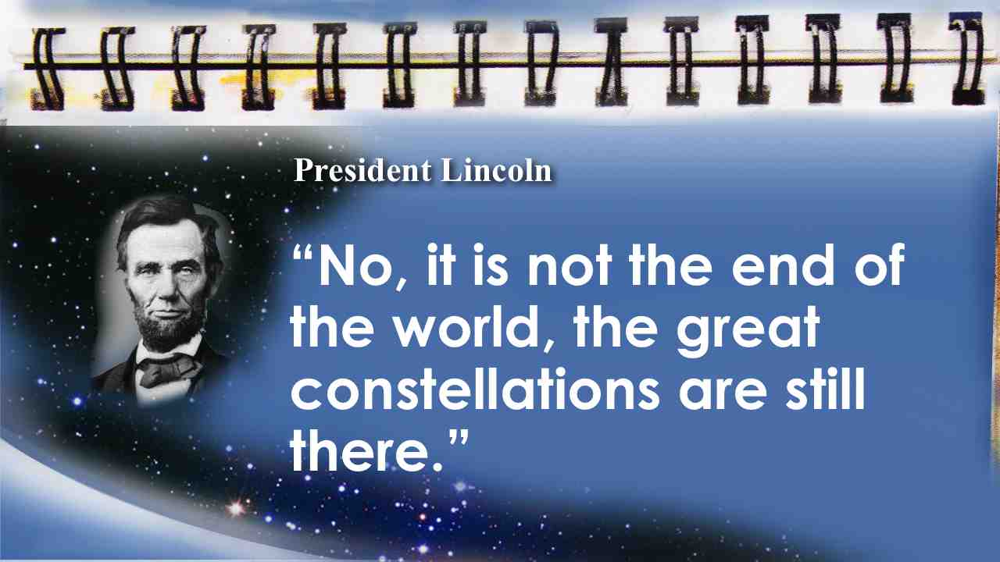 President Lincoln
“No, it is not the end of
the world, the great
constellations are still
there.”